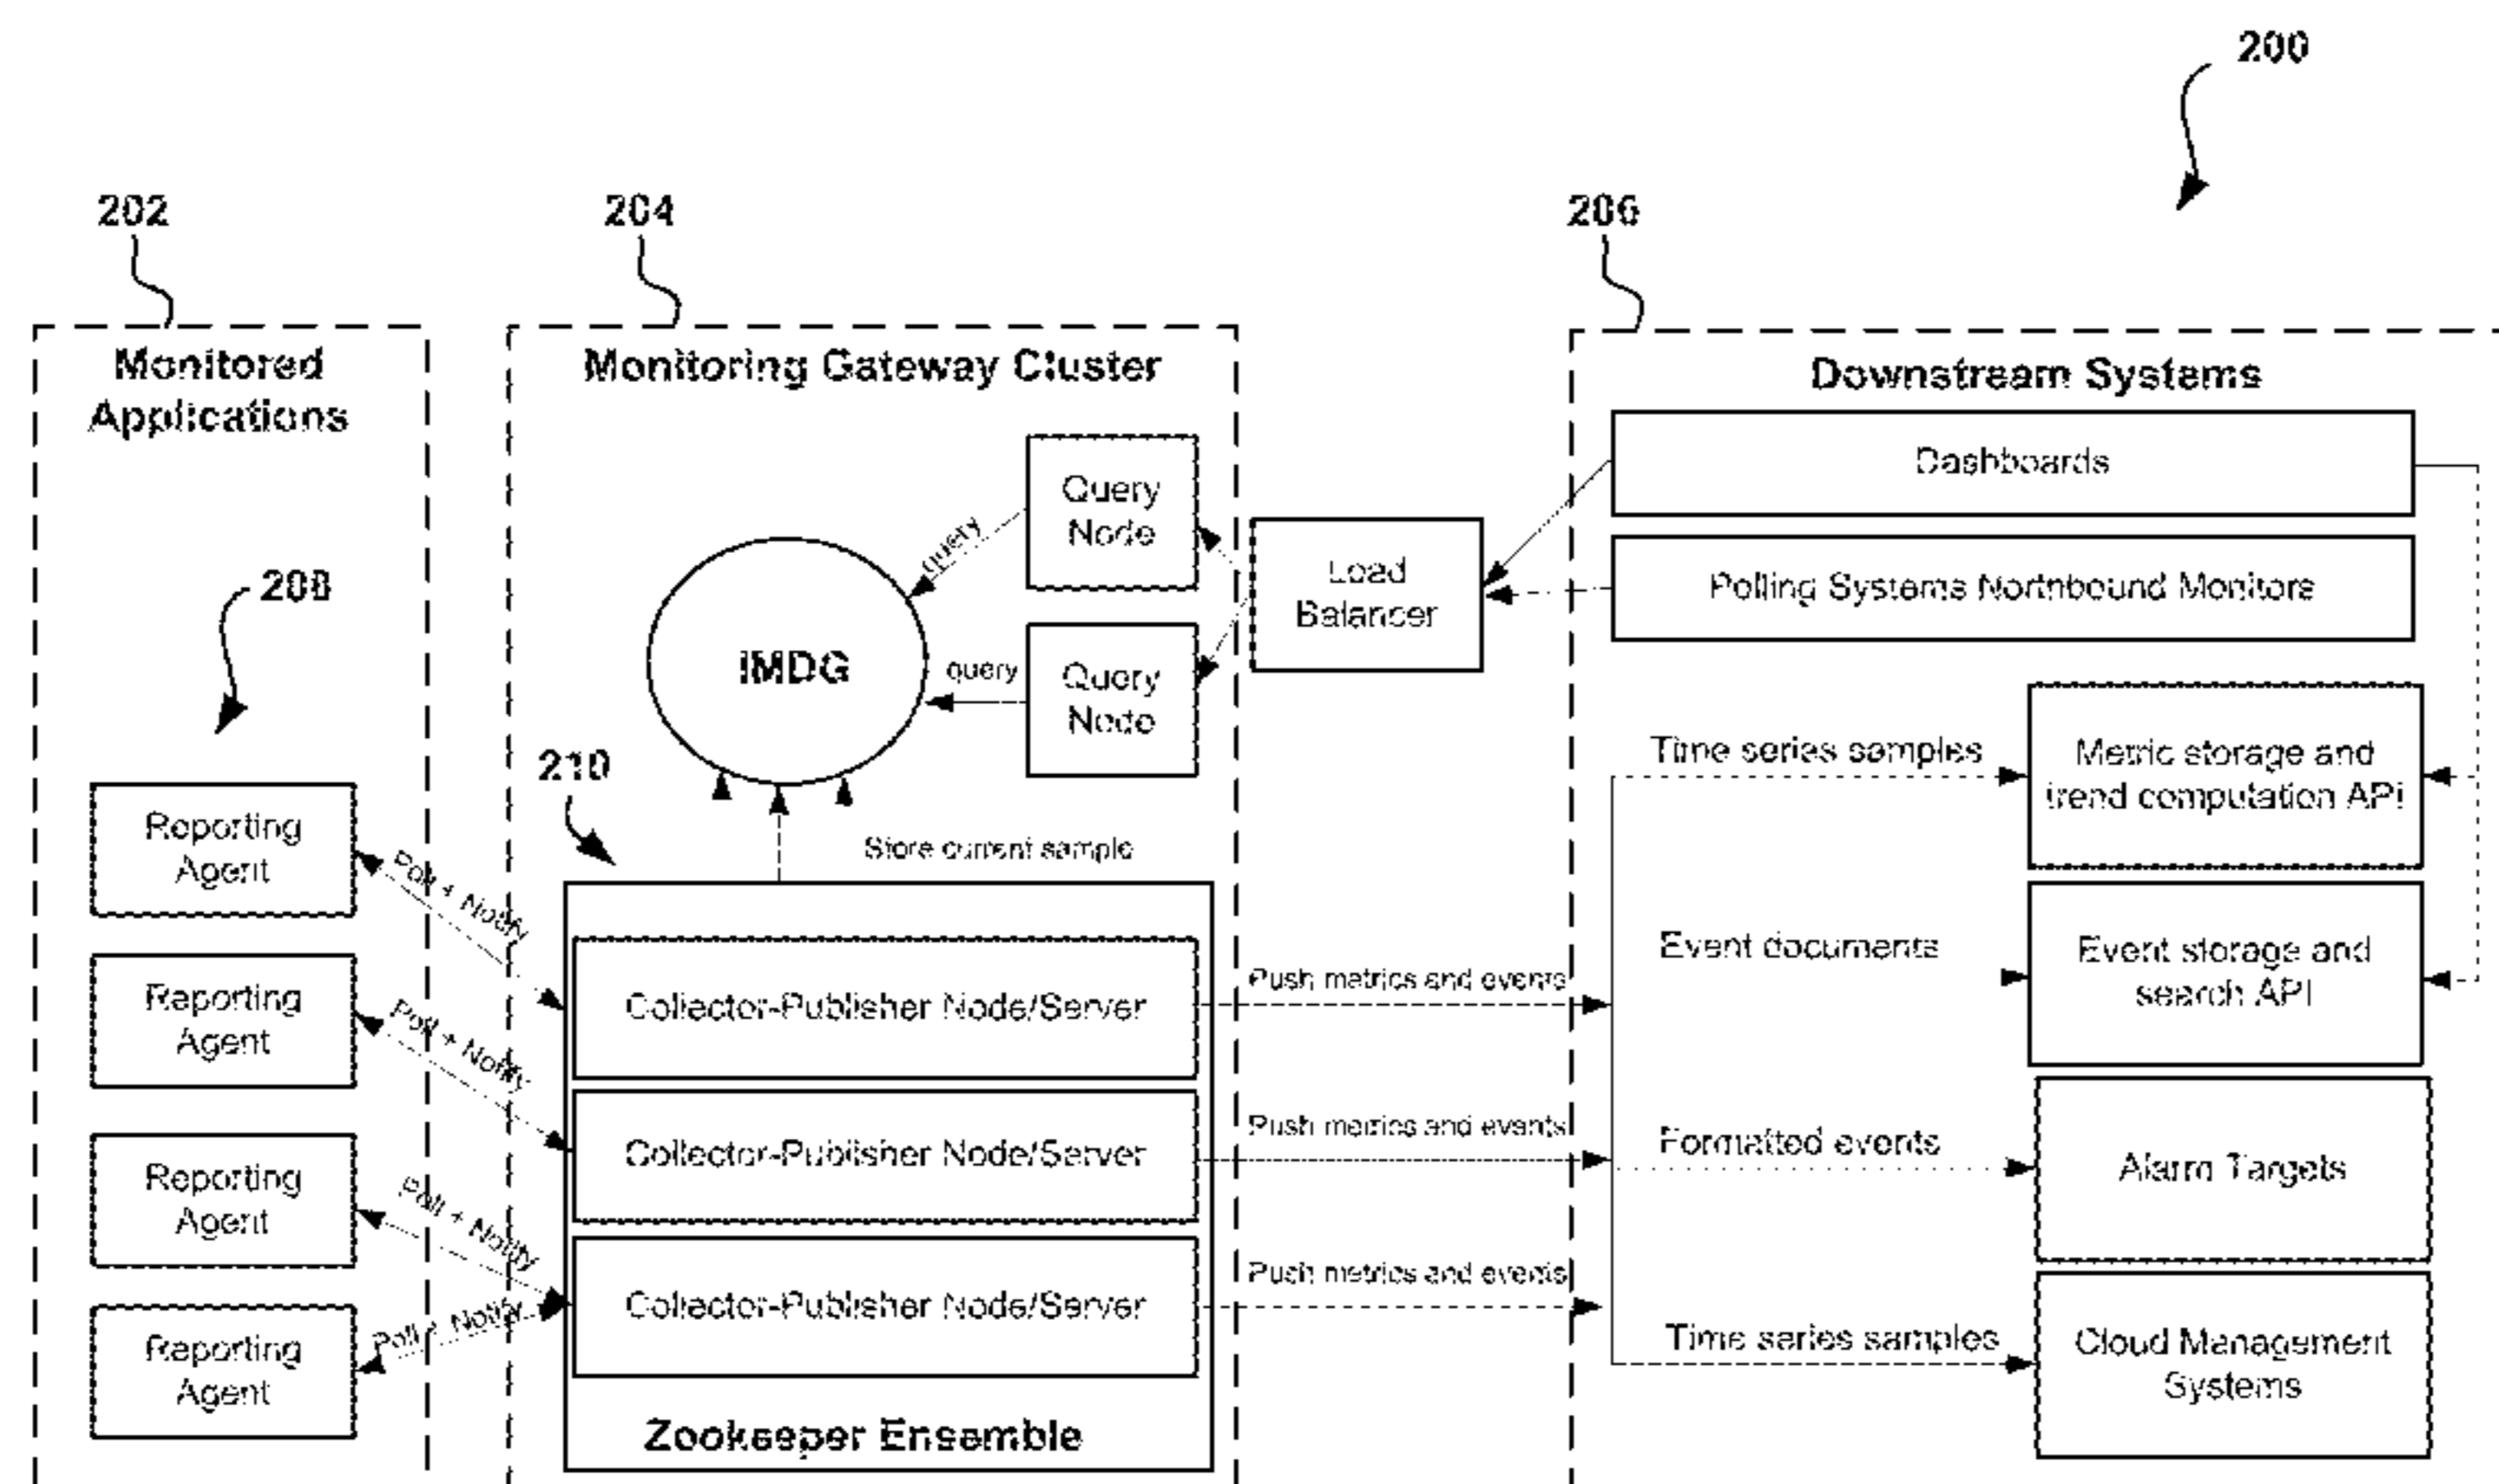 200
202
204
206
Monitored
Applications
Monitoring Gateway Cluster
Downstream Systems
Dashboards
Query
Node
query
Load
Balancer
Polling Systems Northbound Monitors
208
IMDG
query
Query
Node
210
Time series samples
Metric storage and
trend computation API
Reporting
Agent
Poll + Notify
Store current sample
Event documents
Event storage and
search API
Push metrics and events
Collector-Publisher Node/Server
Reporting
Agent
Poll + Notify
Push metrics and events
Collector-Publisher Node/Server
Formatted events
Alarm Targets
Reporting
Agent
Poll + Notify
Push metrics and events
Collector-Publisher Node/Server
Time series samples
Cloud Management
Systems
Reporting
Agent
Poll + Notify
Zookeeper Ensemble